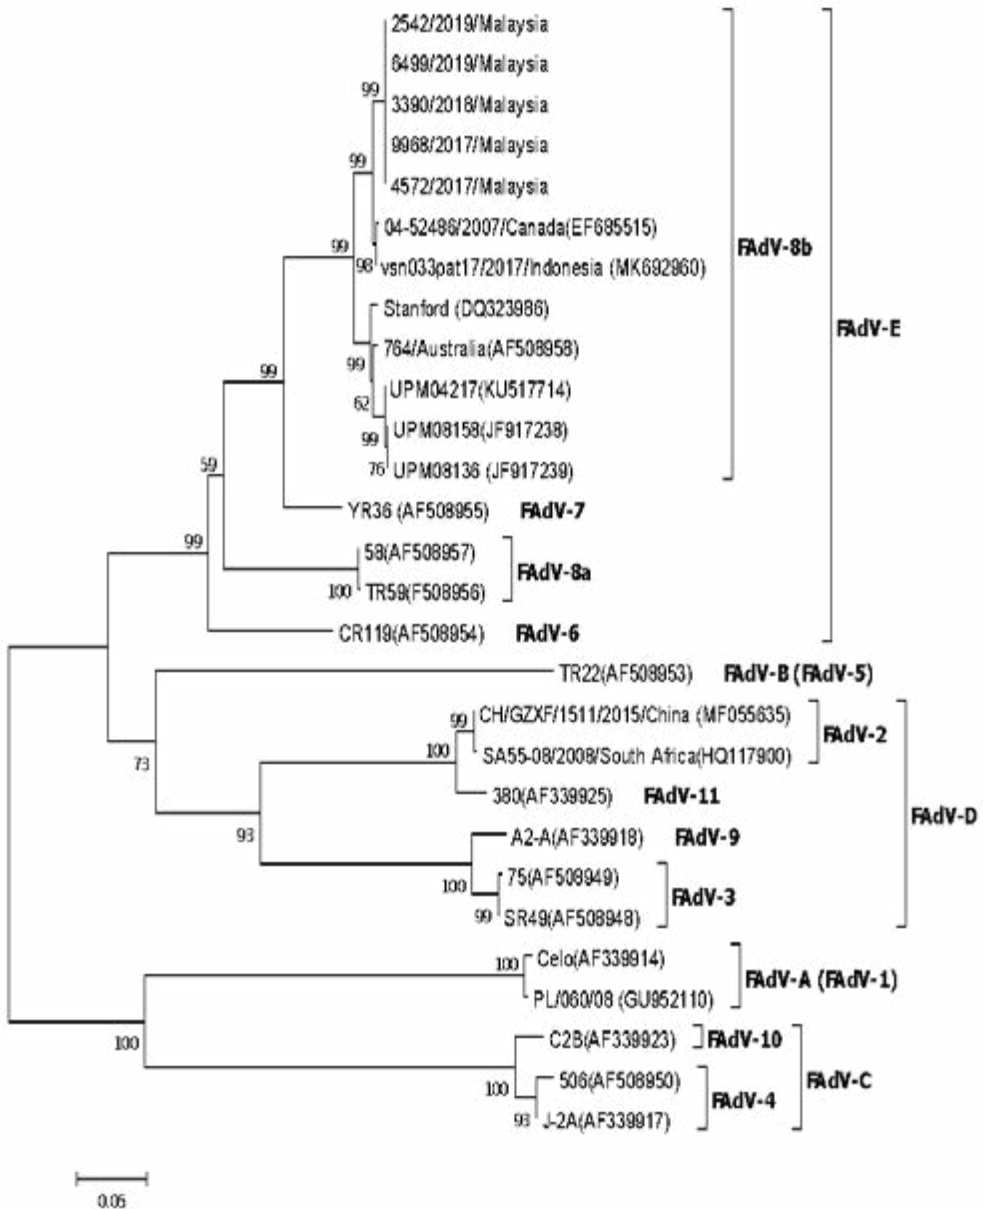 2542/2019/Malaysia
6499/2019/Malaysia
99
3390/2018/Malaysia
9968/2017/Malaysia
99
4572/2017/Malaysia
04-52486/2007/Canada(EF685515)
99
FAdV-8b
98
vsn033pat17/2017/Indonesia (MK692960)
Stanford (DQ323986)
FAdV-E
764/Australia(AF508958)
99
99
UPM04217(KU517714)
62
UPM08158(JF917238)
99
59
76
UPM08136 (JF917239)
YR36 (AF508955) FAdV-7
99
58(AF508957)
FAdV-8a
100
TR59(F508956)
CR119(AF508954) FAdV-6
TR22(AF508953) FAdV-B (FAdV-5)
99
CH/GZXF/1511/2015/China (MF055635)
FAdV-2
100
SA55-08/2008/South Africa(HQ117900)
73
380(AF339925) FAdV-11
FAdV-D
93
A2-A(AF339918) FAdV-9
75(AF508949)
100
FAdV-3
99
SR49(AF508948)
100
Celo(AF339914)
FAdV-A (FAdV-1)
PL/060/08 (GU952110)
100
C2B(AF339923) FAdV-10
506(AF508950)
FAdV-C
100
FAdV-4
93
J-2A(AF339917)
0.05